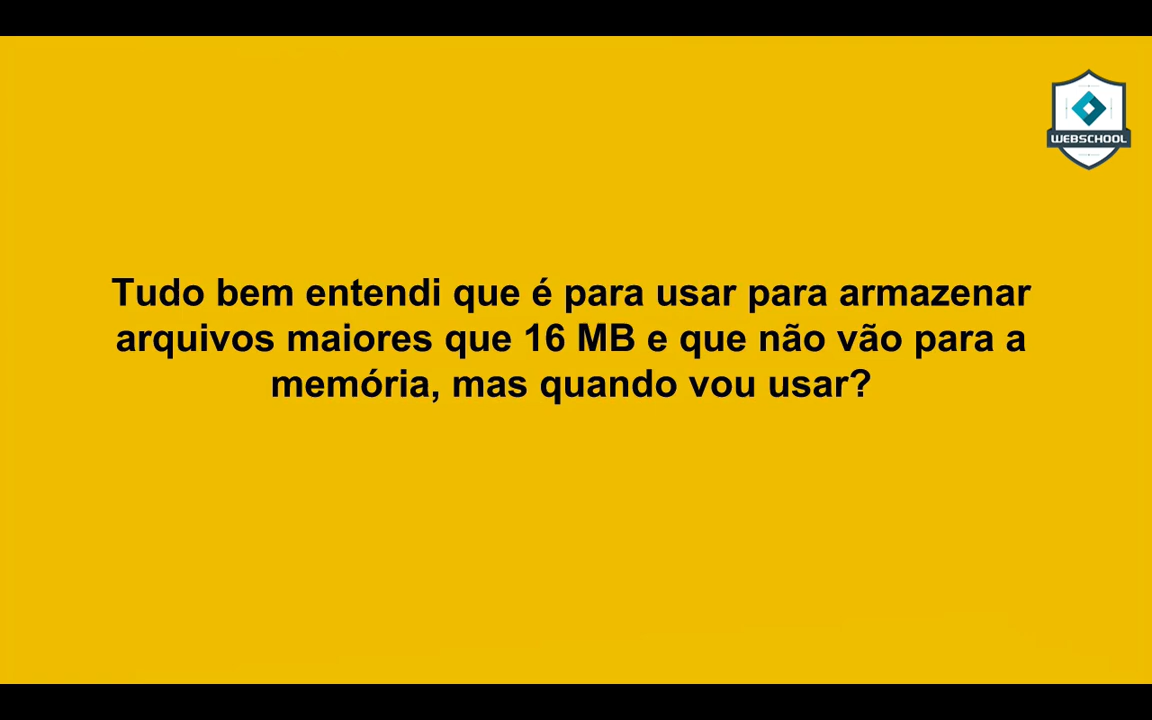 WEBSCHOOL
Tudo bem entendi que é para usar para armazenar
arquivos maiores que 16 MB e que não vão para a
memória, mas quando vou usar?